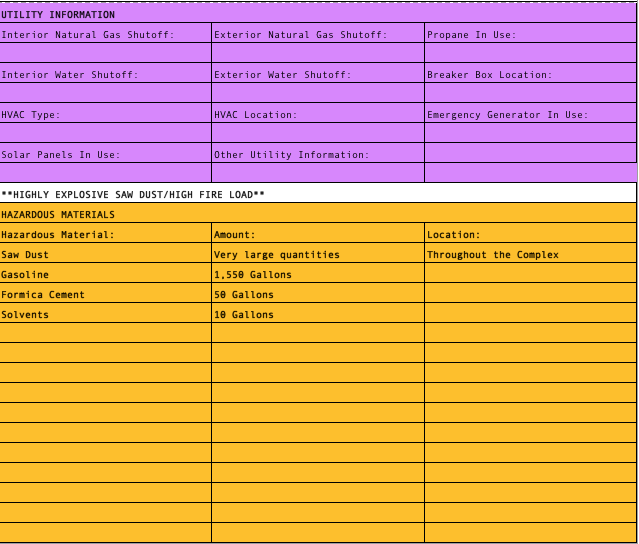 UTILITY INFORMATION
Interior Natural Gas Shutoff: Exterior Natural Gas Shutoff: Propane In Use:
Interior Water Shutoff: Exterior Water Shutoff: Breaker Box Location:
HVAC Type: HVAC Location: Emergency Generator In Use:
Solar Panels In Use: Other Utility Information:
**HIGHLY EXPLOSIVE SAW DUST/HIGH FIRE LOAD**
HAZARDOUS MATERIALS
Hazardous Material: Amount: Location:
Saw Dust Very large quantities Throughout the Complex
Gasoline 1,550 Gallons
Formica Cement 50 Gallons
Solvents 10 Gallons